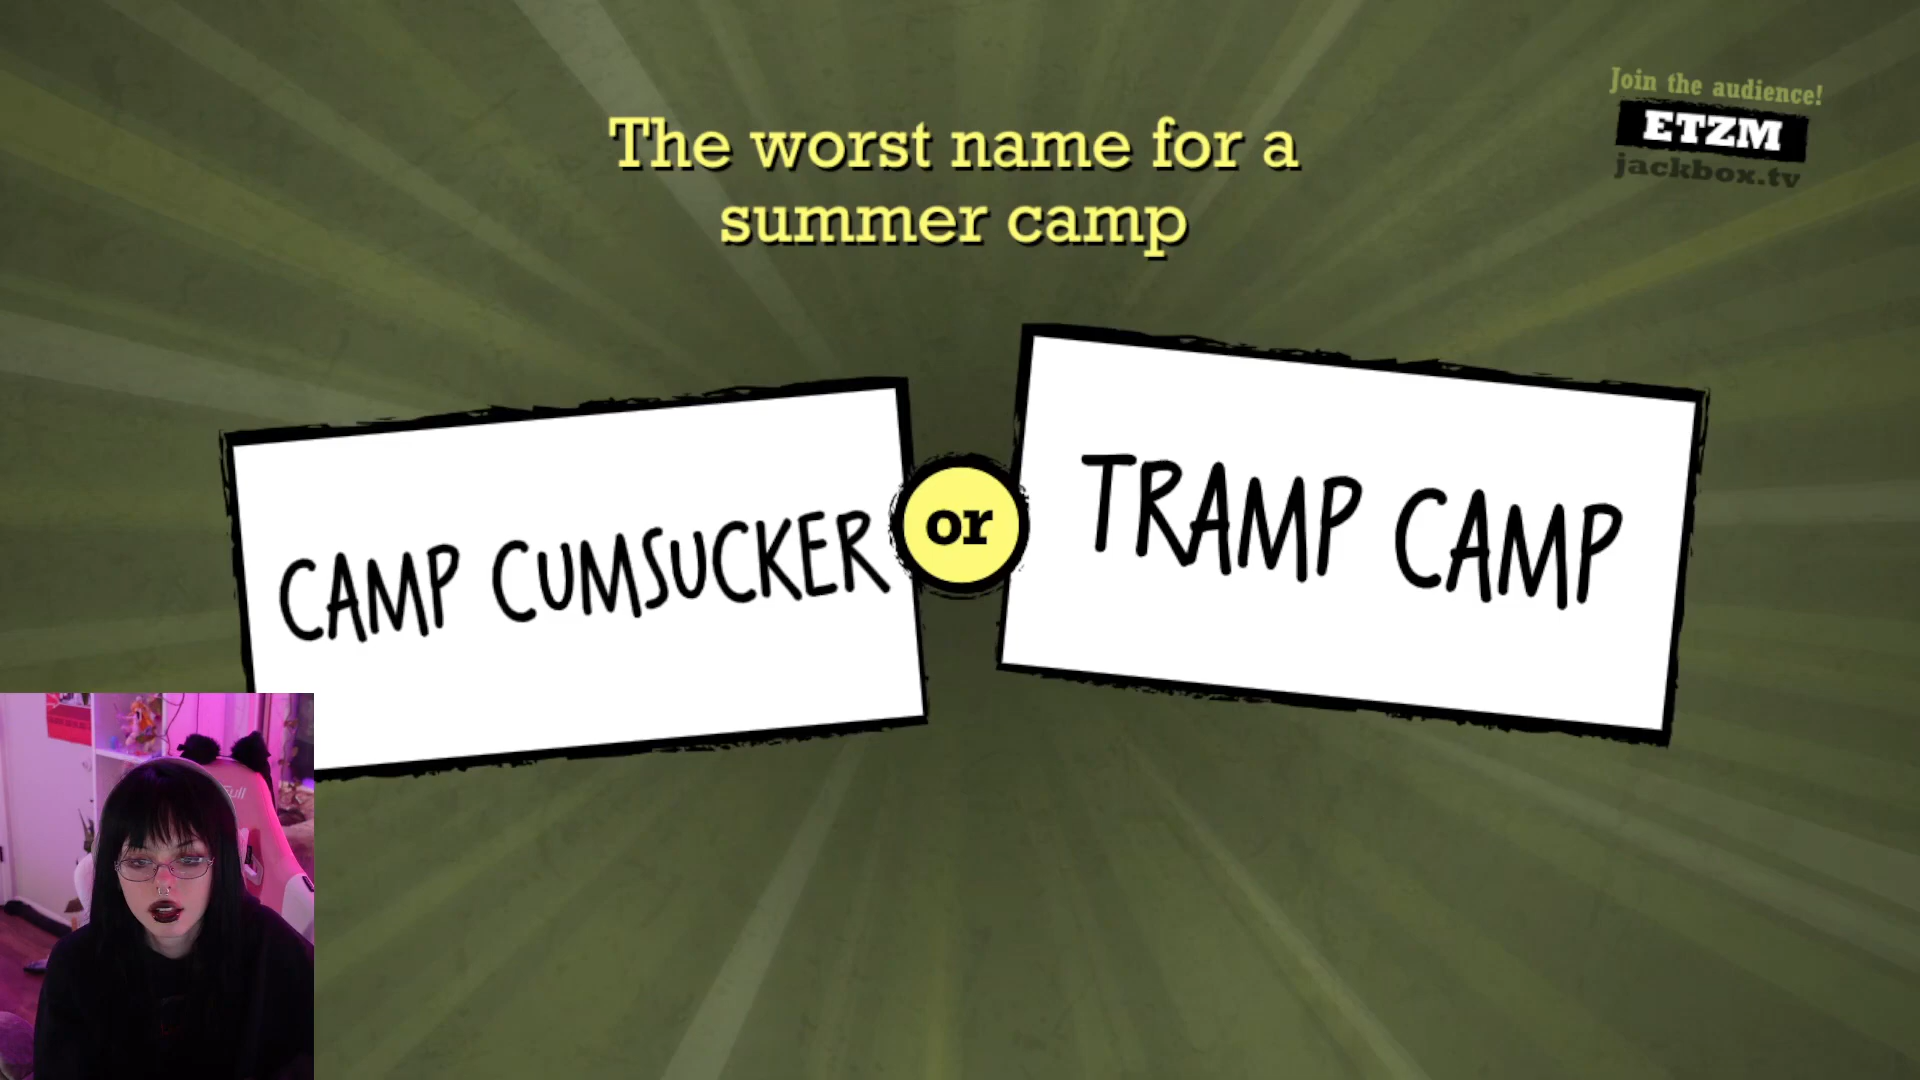 Join the audience!
ETZM
jackbox.tv
The worst name for a
summer camp
CAMP CUMSUCKER
or
TRAMP CAMP